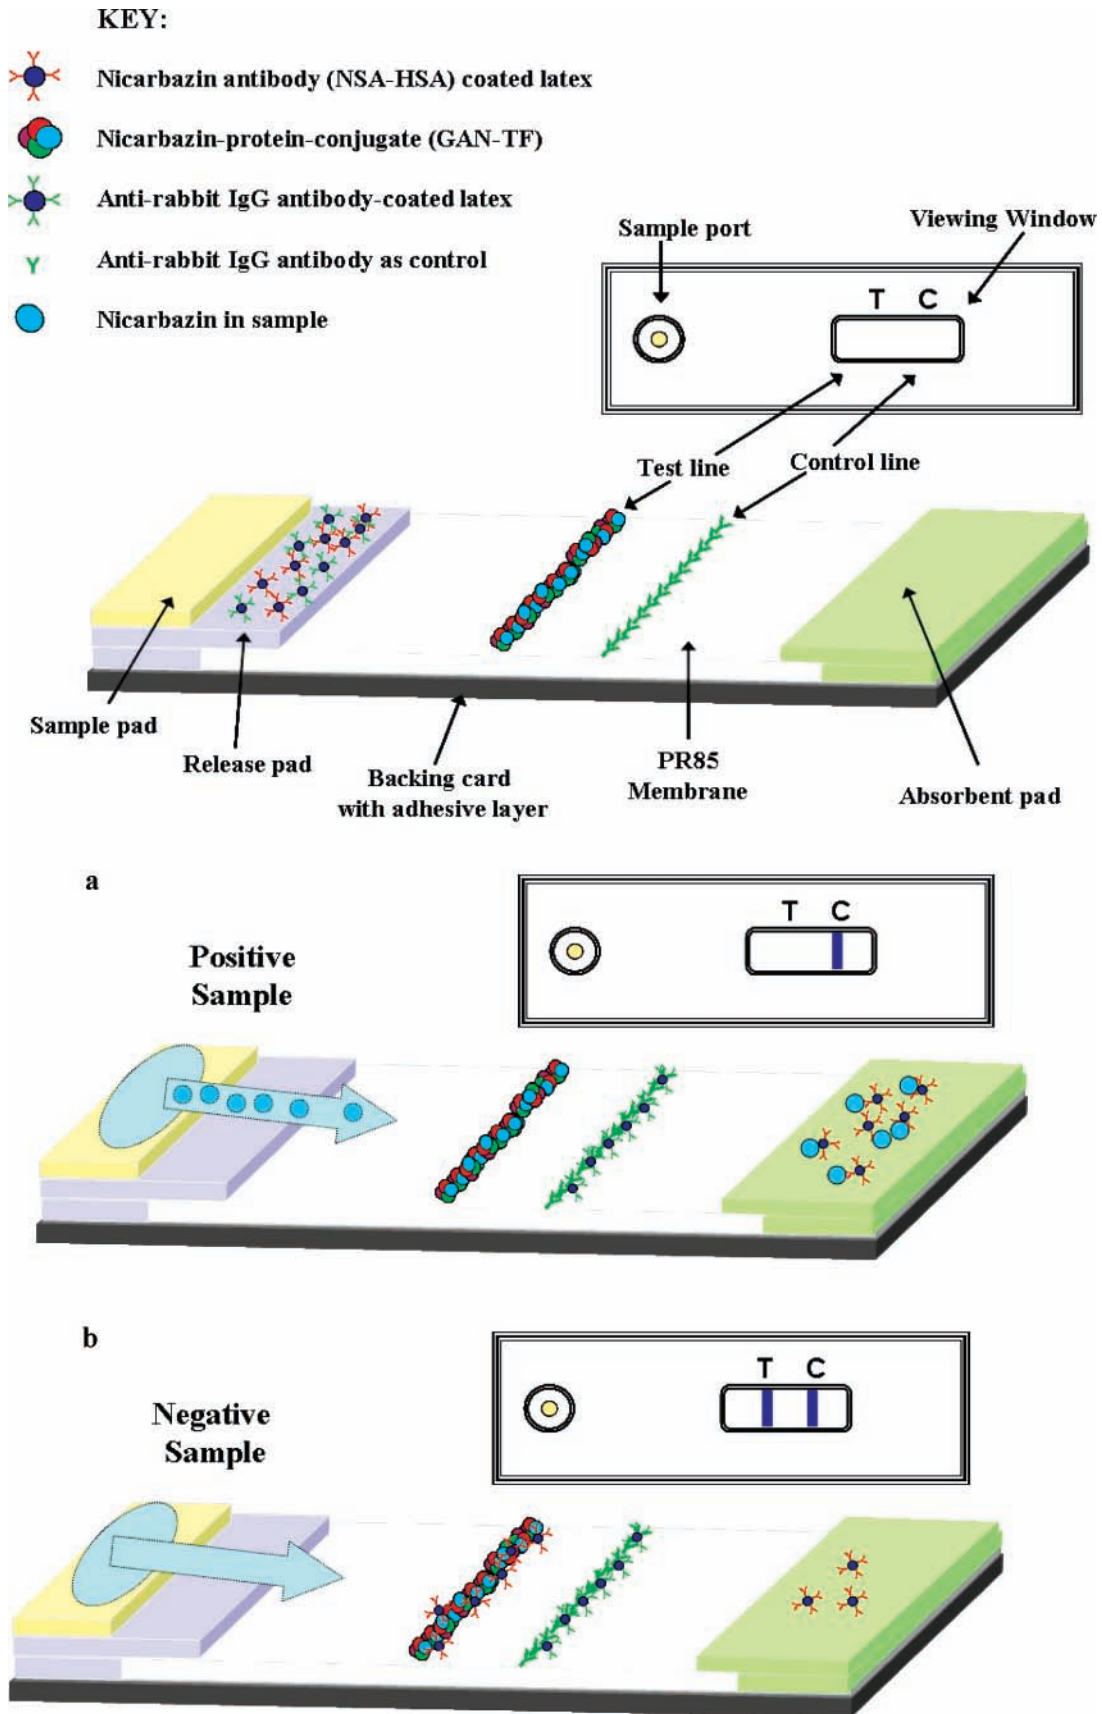 KEY:
Nicarbazin antibody (NSA-HSA) coated latex
Nicarbazin-protein-conjugate (GAN-TF)
Anti-rabbit IgG antibody-coated latex
Anti-rabbit IgG antibody as control
Nicarbazin in sample
Sample port
Viewing Window
T C
Test line
Control line
Sample pad
Release pad
Backing card
with adhesive layer
PR85
Membrane
Absorbent pad
a
Positive
Sample
T C
b
Negative
Sample
T C